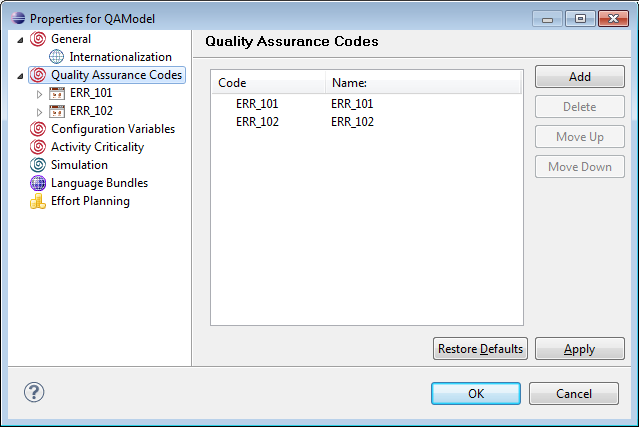 Properties for QAModel
General
Internationalization
Quality Assurance Codes
ERR_101
ERR_102
Configuration Variables
Activity Criticality
Simulation
Language Bundles
Effort Planning
Quality Assurance Codes
Code Name:
ERR_101 ERR_101
ERR_102 ERR_102
Add
Delete
Move Up
Move Down
Restore Defaults
Apply
?
OK
Cancel